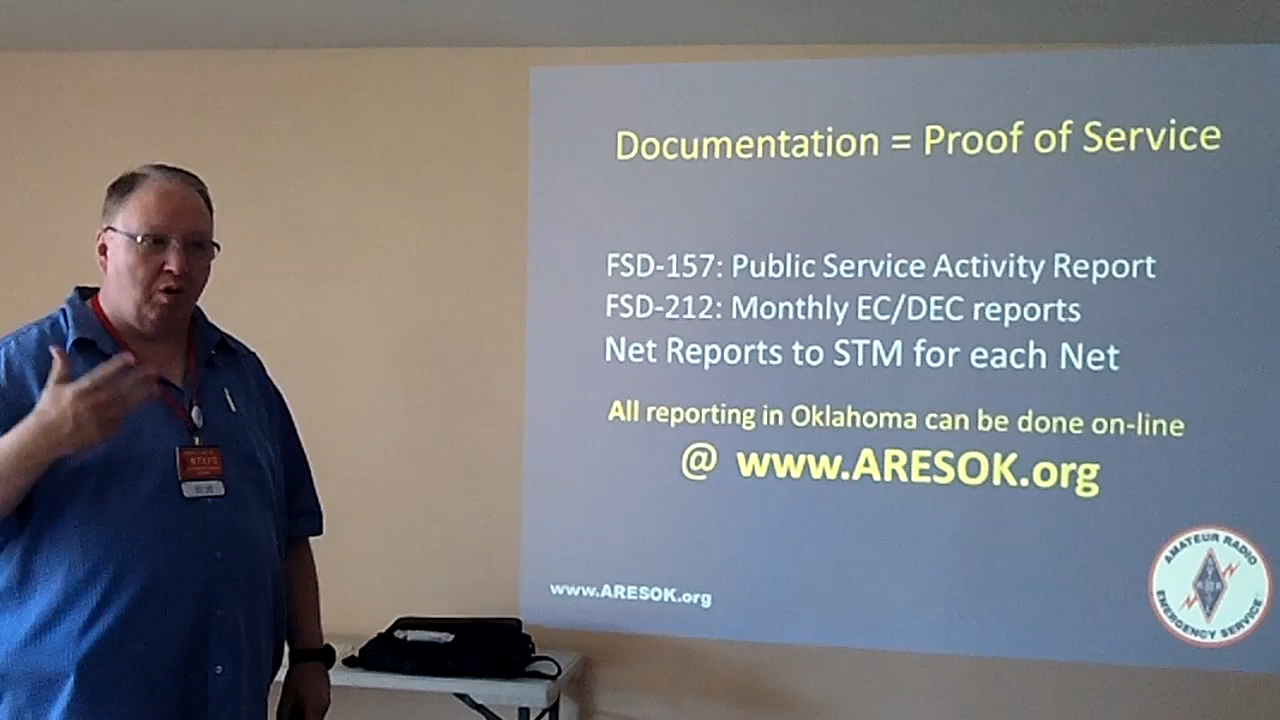 Documentation = Proof of Service
FSD-157: Public Service Activity Report
FSD-212: Monthly EC/DEC reports
Net Reports to STM for each Net
All reporting in Oklahoma can be done on-line
@ www.ARESOK.org
www.ARESOK.org
AMATEUR RADIO
EMERGENCY SERVICE